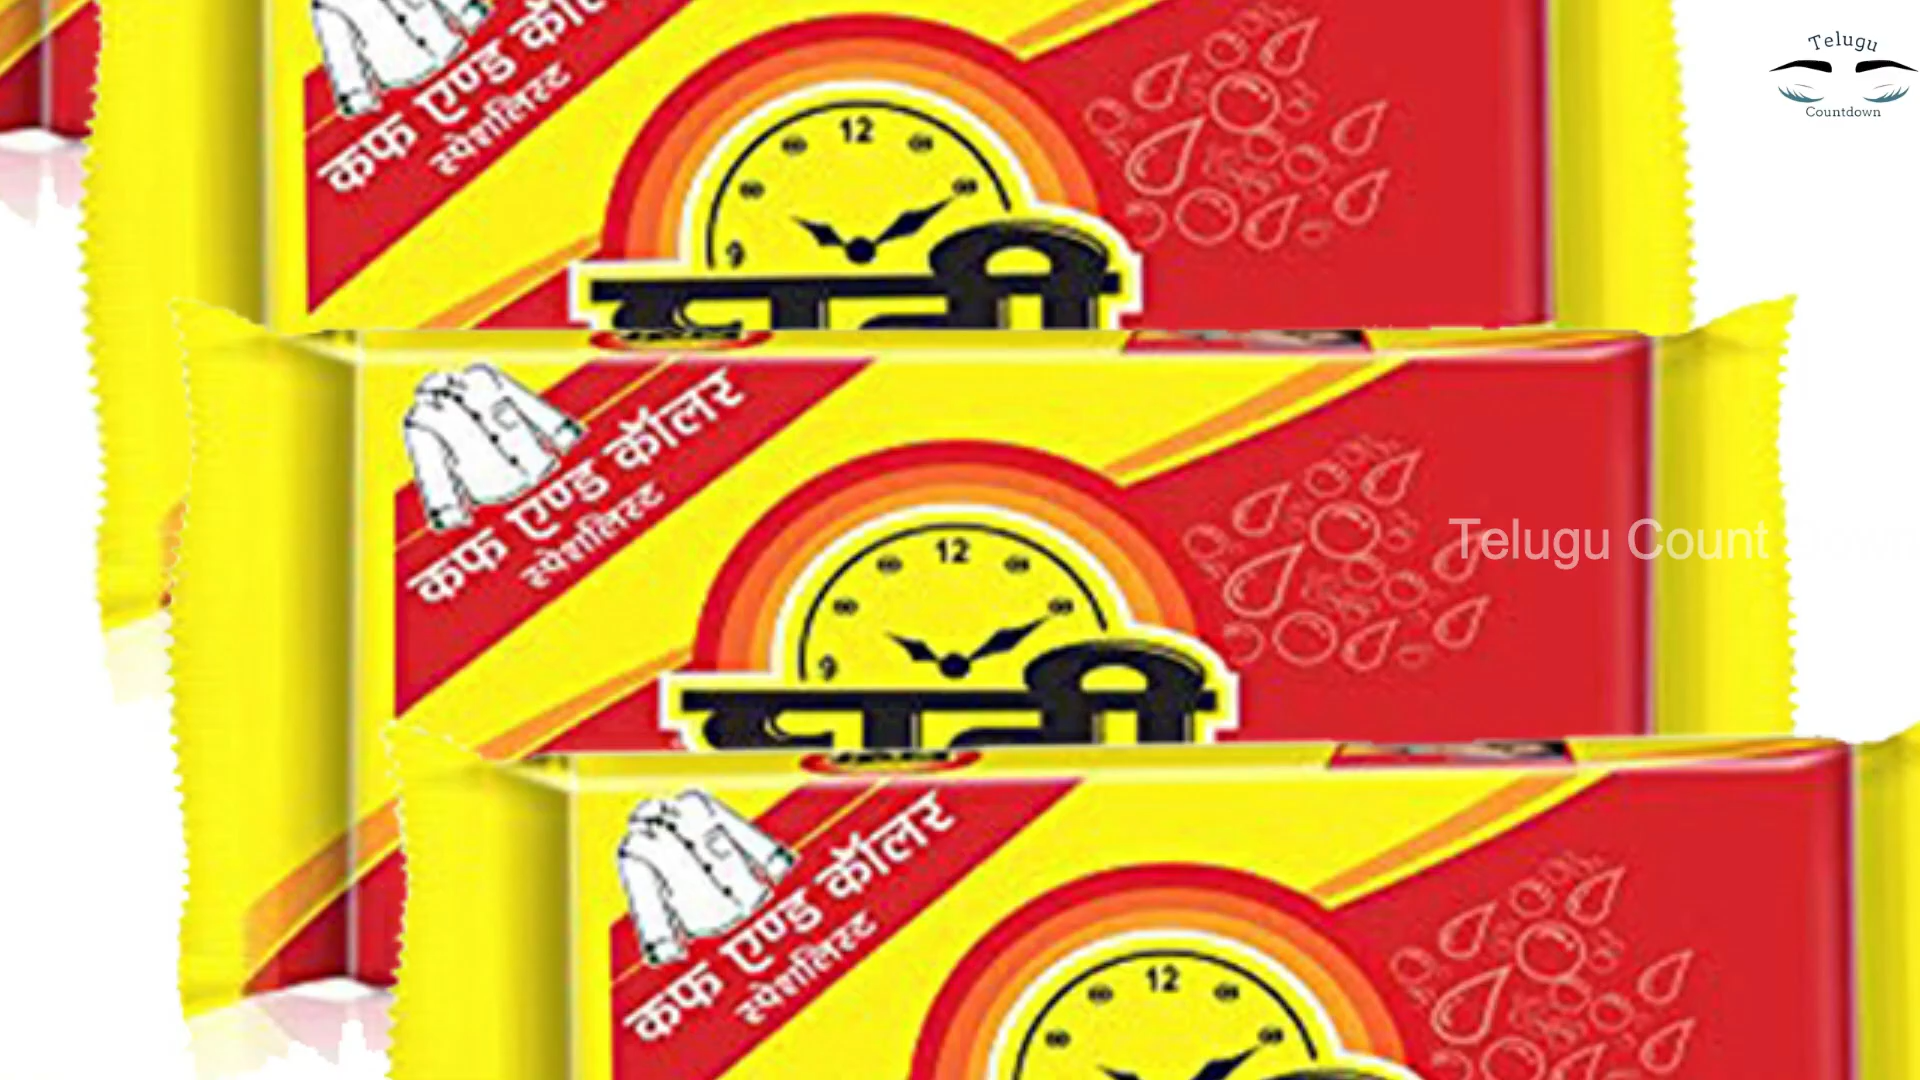 Telugu
Countdown
कफ एण्ड कॉल
स्पेशलिस्ट
12
9
कफ एण्ड कॉलर
स्पेशलिस्ट
12
9
Telugu Count Down
कफ एण्ड कॉलर
स्पेशलिस्ट
12